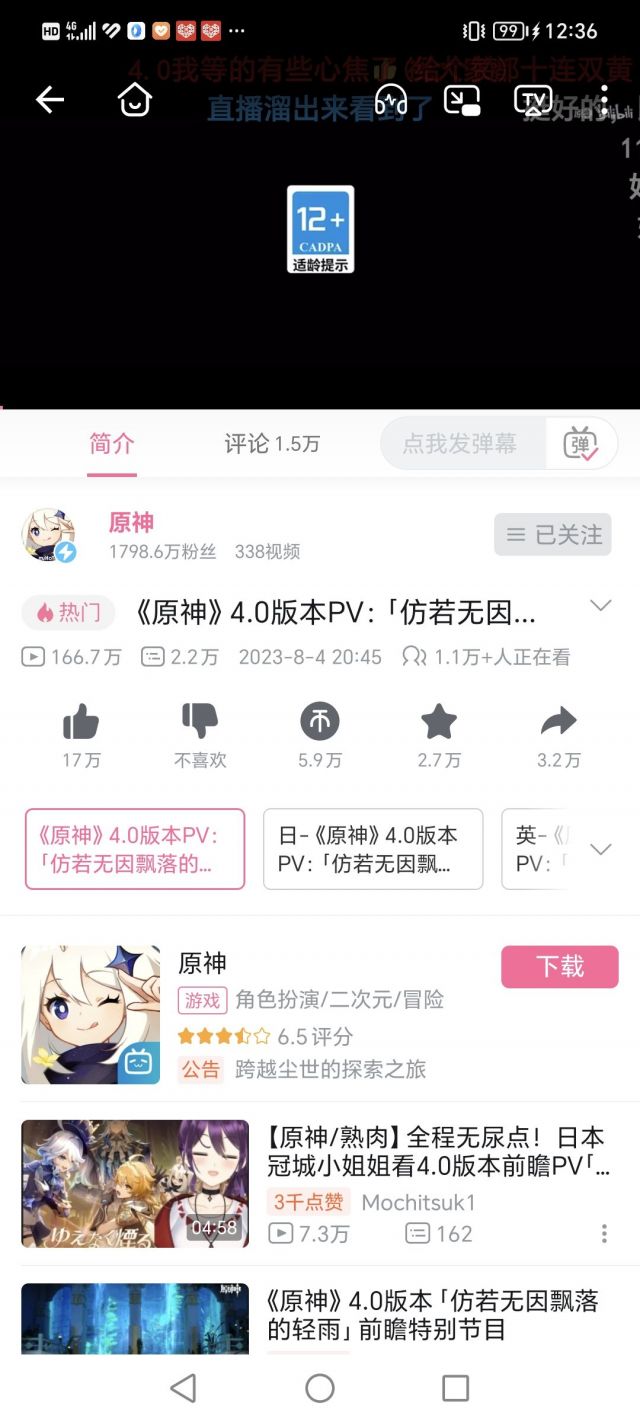 HD 4G 99 12:36
4.0我等的有些心焦了
给大家都十连双黄
直播溜出来看到了
挺好的,
TV
12+
CADPA
适龄提示
简介 评论 1.5万 点我发弹幕 弹
原神
1798.6万粉丝 338视频
已关注
热门 《原神》4.0版本PV:「仿若无因...
166.7万 2.2万 2023-8-4 20:45 1.1万+人正在看
17万 不喜欢 5.9万 2.7万 3.2万
《原神》4.0版本PV:
「仿若无因飘落的...
日-《原神》4.0版本
PV:「仿若无因飘...
英-《
PV:「
原神
下载
游戏 角色扮演/二次元/冒险
6.5评分
公告 跨越尘世的探索之旅
【原神/熟肉】全程无尿点!日本
冠城小姐姐看4.0版本前瞻PV「...
3千点赞 Mochitsuk1
7.3万 162
ゆえなく煙る
04:58
《原神》4.0版本「仿若无因飘落
的轻雨」前瞻特别节目
原神